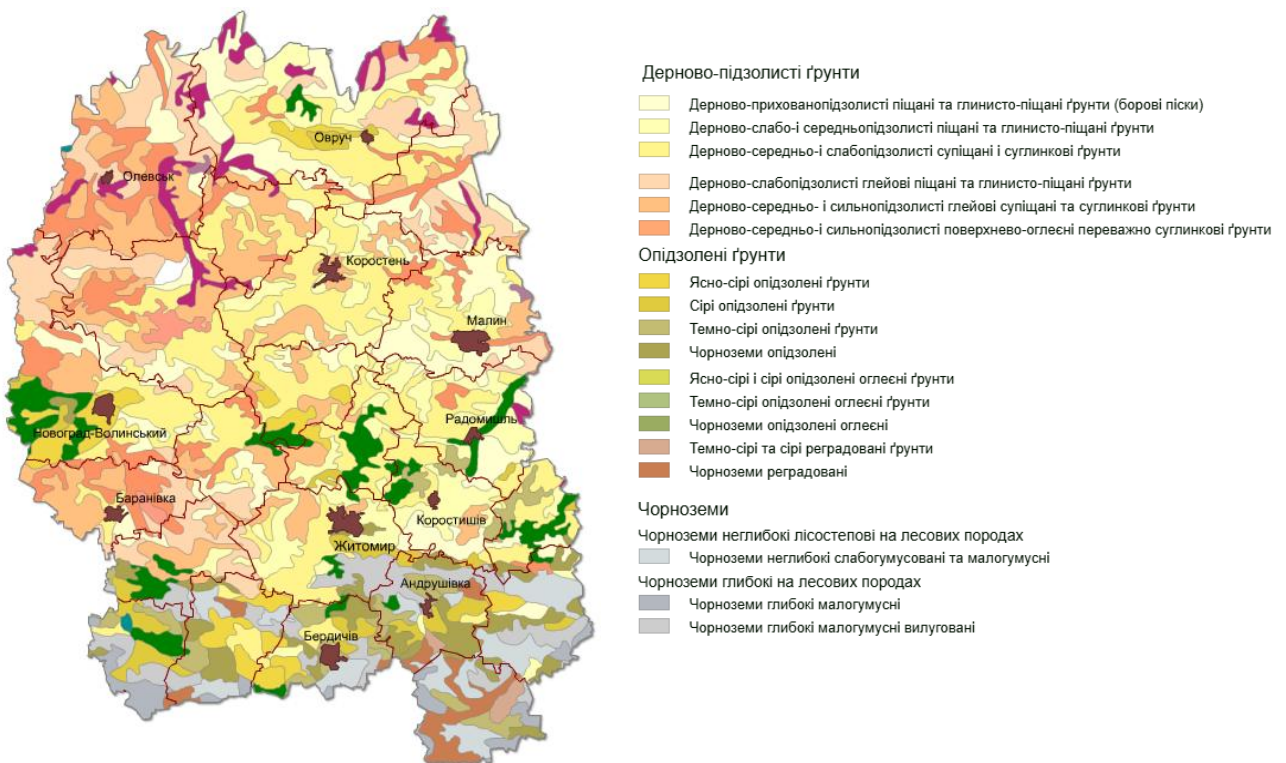 Овруч
Олевськ
Коростень
Малин
Новоград-Волинський
Радомишль
Баранівка
Коростишів
Житомир
Андрушівка
Бердичів
Дерново-підзолисті ґрунти
Дерново-прихованопідзолисті піщані та глинисто-піщані ґрунти (борові піски)
Дерново-слабо-і середньопідзолисті піщані та глинисто-піщані ґрунти
Дерново-середньо-і слабопідзолисті супіщані і суглинкові ґрунти
Дерново-слабопідзолисті глейові піщані та глинисто-піщані ґрунти
Дерново-середньо- і сильнопідзолисті глейові супіщані та суглинкові ґрунти
Дерново-середньо-і сильнопідзолисті поверхнево-оглеєні переважно суглинкові ґрунти
Опідзолені ґрунти
Ясно-сірі опідзолені ґрунти
Сірі опідзолені ґрунти
Темно-сірі опідзолені ґрунти
Чорноземи опідзолені
Ясно-сірі і сірі опідзолені оглеєні ґрунти
Темно-сірі опідзолені оглеєні ґрунти
Чорноземи опідзолені оглеєні
Темно-сірі та сірі реградовані ґрунти
Чорноземи реградовані
Чорноземи
Чорноземи неглибокі лісостепові на лесових породах
Чорноземи неглибокі слабогумусовані та малогумусні
Чорноземи глибокі на лесових породах
Чорноземи глибокі малогумусні
Чорноземи глибокі малогумусні вилуговані